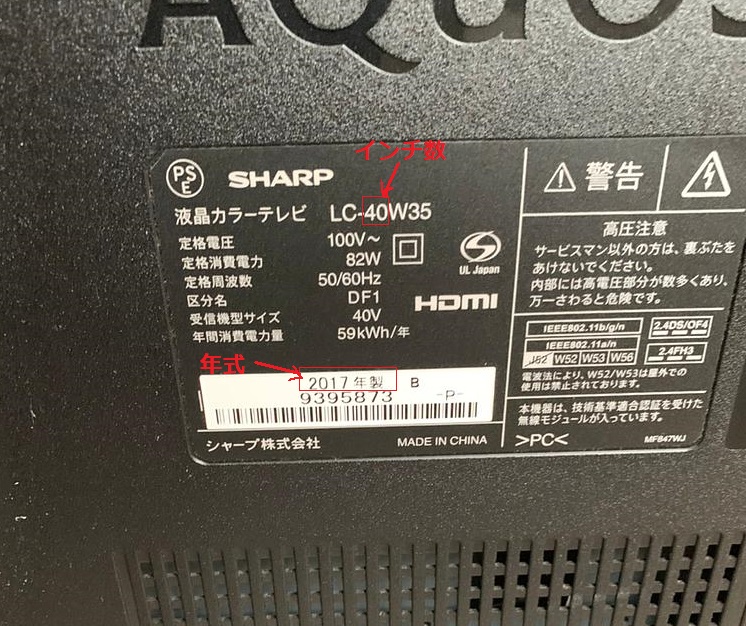 AQUOS
インチ数
PS
E
SHARP
液晶カラーテレビ LC-40W35
定格電圧 100V～
定格消費電力 82W
定格周波数 50/60Hz
区分名 DF1
受信機型サイズ 40V
年間消費電力量 59kWh/年
UL Japan
HDMI
年式
2017年製 B
9395873 -P-
シャープ株式会社 MADE IN CHINA
警告
高圧注意
サービスマン以外の方は、裏ぶたを
あけないでください。
内部には高電圧部分が数多くあり、
万一さわると危険です。
IEEE802.11b/g/n
2.4DS/OF4
IEEE802.11a/n
J52 W52 W53 W56
2.4FH3
電波法により、W52/W53は屋外での
使用は禁止されております。
本機器は、技術基準適合認証を受けた
無線モジュールが入っています。
>PC<
MF847WJ